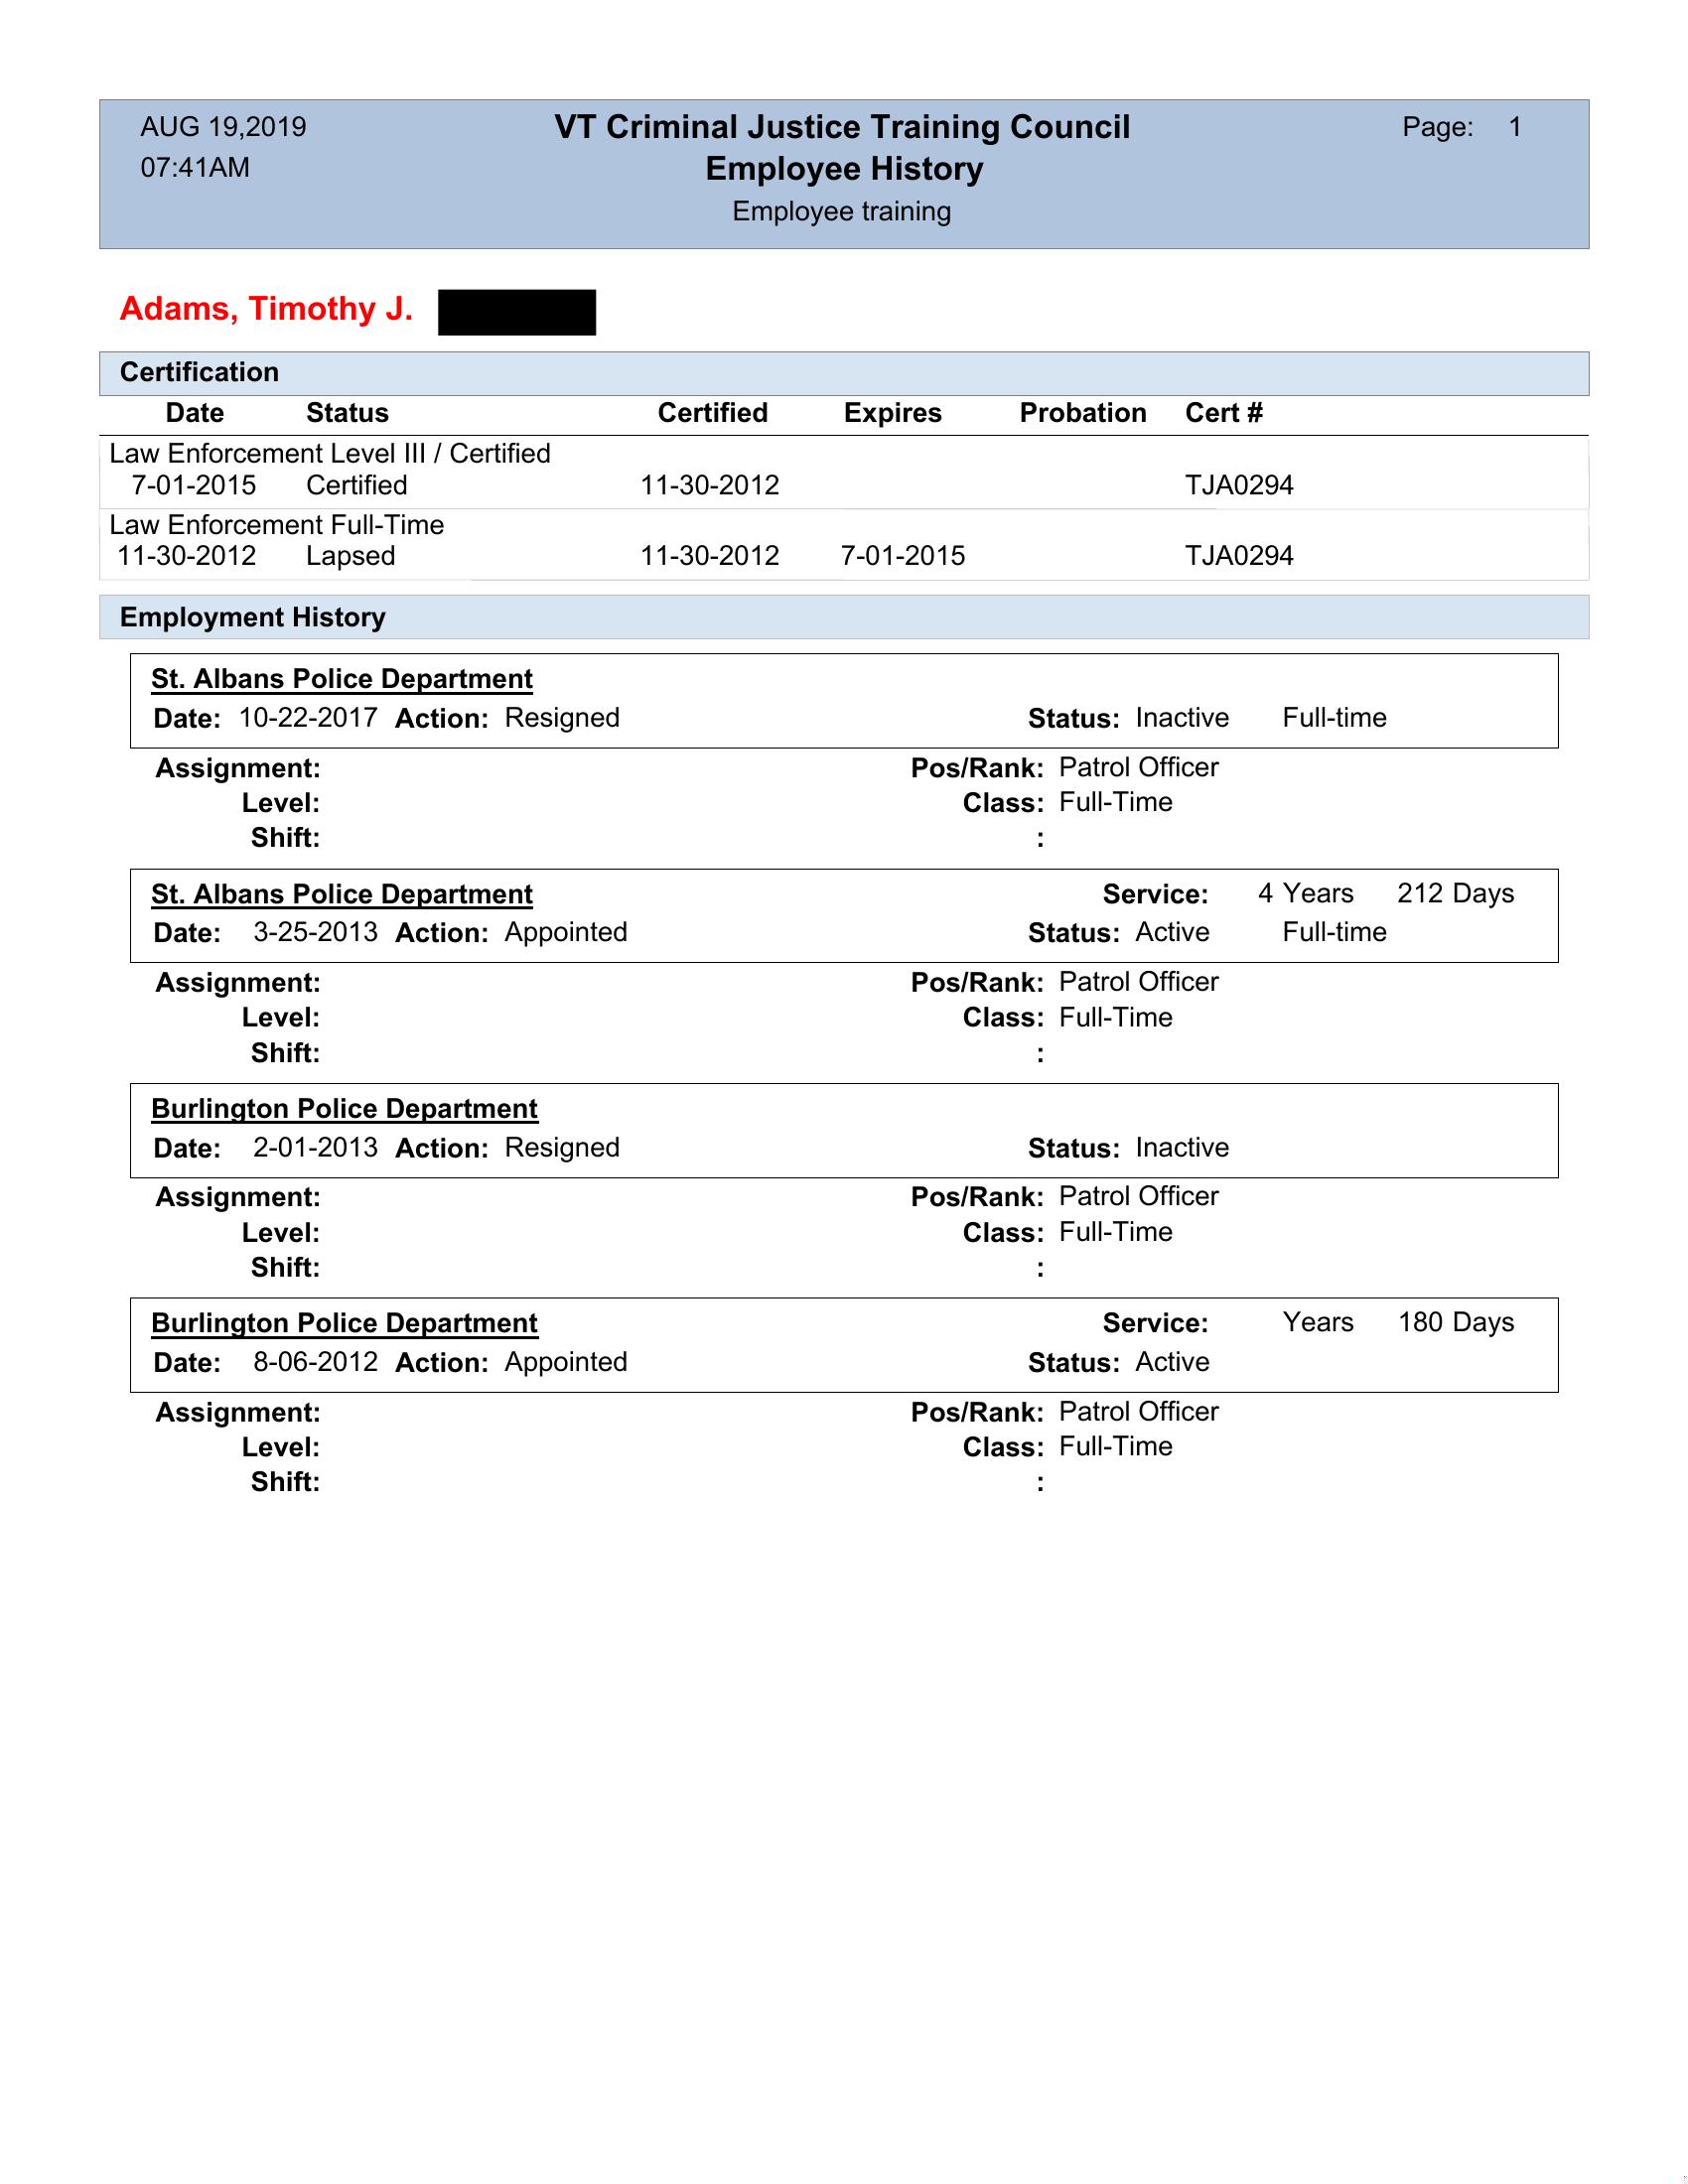 AUG 19,2019 VT Criminal Justice Training Council Page: 1
07:41AM Employee History
Employee training
Adams, Timothy J.
Certification
Date Status Certified Expires Probation Cert #
Law Enforcement Level III / Certified
7-01-2015 Certified 11-30-2012 TJA0294
Law Enforcement Full-Time
11-30-2012 Lapsed 11-30-2012 7-01-2015 TJA0294
Employment History
St. Albans Police Department
Date: 10-22-2017 Action: Resigned Status: Inactive Full-time
Assignment: Pos/Rank: Patrol Officer
Level: Class: Full-Time
Shift: :
St. Albans Police Department Service: 4 Years 212 Days
Date: 3-25-2013 Action: Appointed Status: Active Full-time
Assignment: Pos/Rank: Patrol Officer
Level: Class: Full-Time
Shift: :
Burlington Police Department
Date: 2-01-2013 Action: Resigned Status: Inactive
Assignment: Pos/Rank: Patrol Officer
Level: Class: Full-Time
Shift: :
Burlington Police Department Service: Years 180 Days
Date: 8-06-2012 Action: Appointed Status: Active
Assignment: Pos/Rank: Patrol Officer
Level: Class: Full-Time
Shift: :